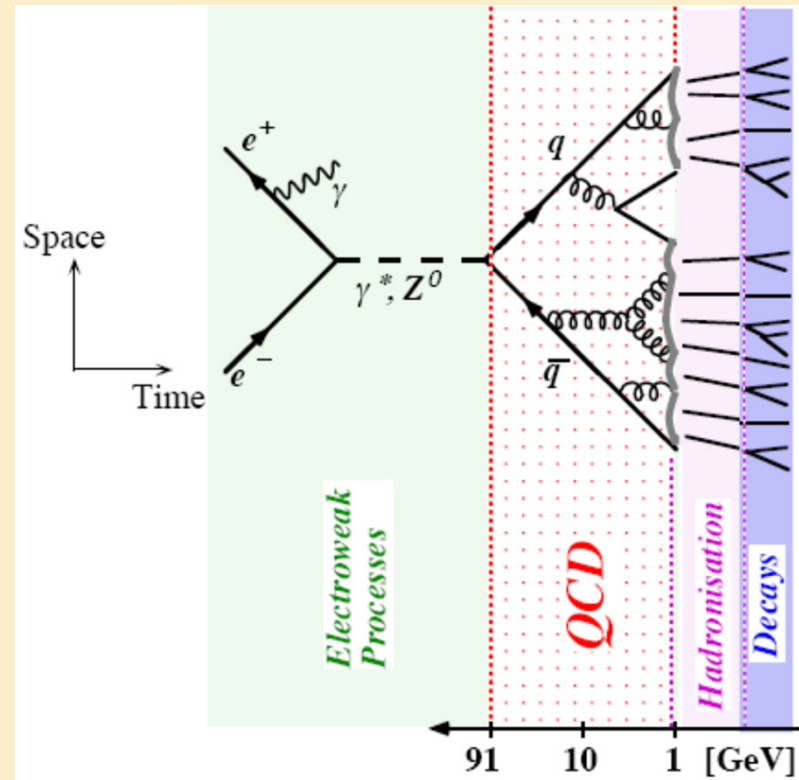 e⁺
γ
q
Space
γ*, Z⁰
Time
e⁻
q̄
Electroweak
Processes
QCD
Hadronisation
Decays
91 10 1 [GeV]